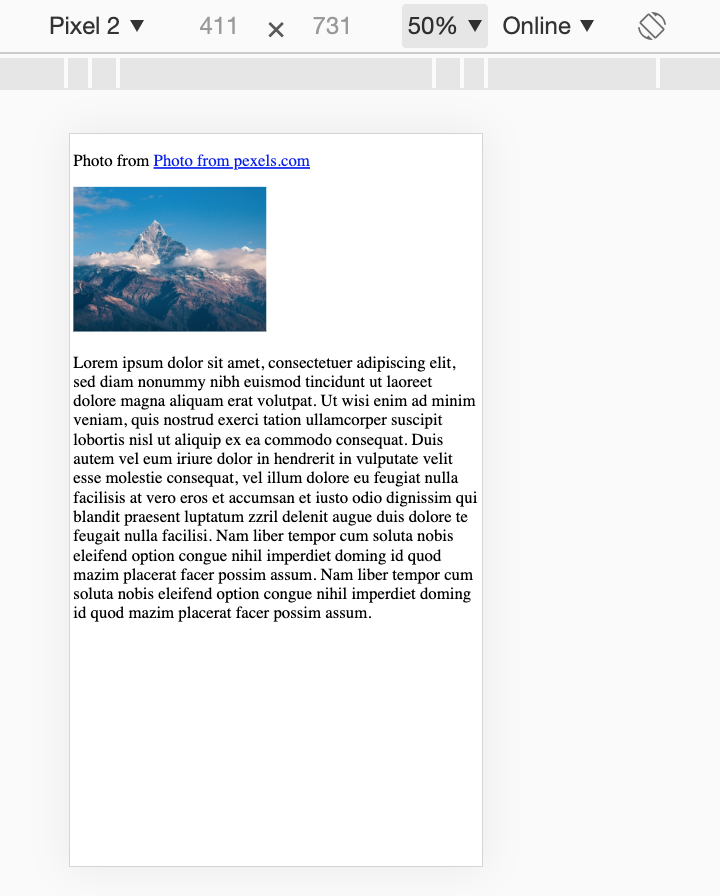 Pixel 2 ▼ 411 × 731 50% ▼ Online ▼
Photo from Photo from pexels.com
Lorem ipsum dolor sit amet, consectetuer adipiscing elit,
sed diam nonummy nibh euismod tincidunt ut laoreet
dolore magna aliquam erat volutpat. Ut wisi enim ad minim
veniam, quis nostrud exerci tation ullamcorper suscipit
lobortis nisl ut aliquip ex ea commodo consequat. Duis
autem vel eum iriure dolor in hendrerit in vulputate velit
esse molestie consequat, vel illum dolore eu feugiat nulla
facilisis at vero eros et accumsan et iusto odio dignissim qui
blandit praesent luptatum zzril delenit augue duis dolore te
feugait nulla facilisi. Nam liber tempor cum soluta nobis
eleifend option congue nihil imperdiet doming id quod
mazim placerat facer possim assum. Nam liber tempor cum
soluta nobis eleifend option congue nihil imperdiet doming
id quod mazim placerat facer possim assum.